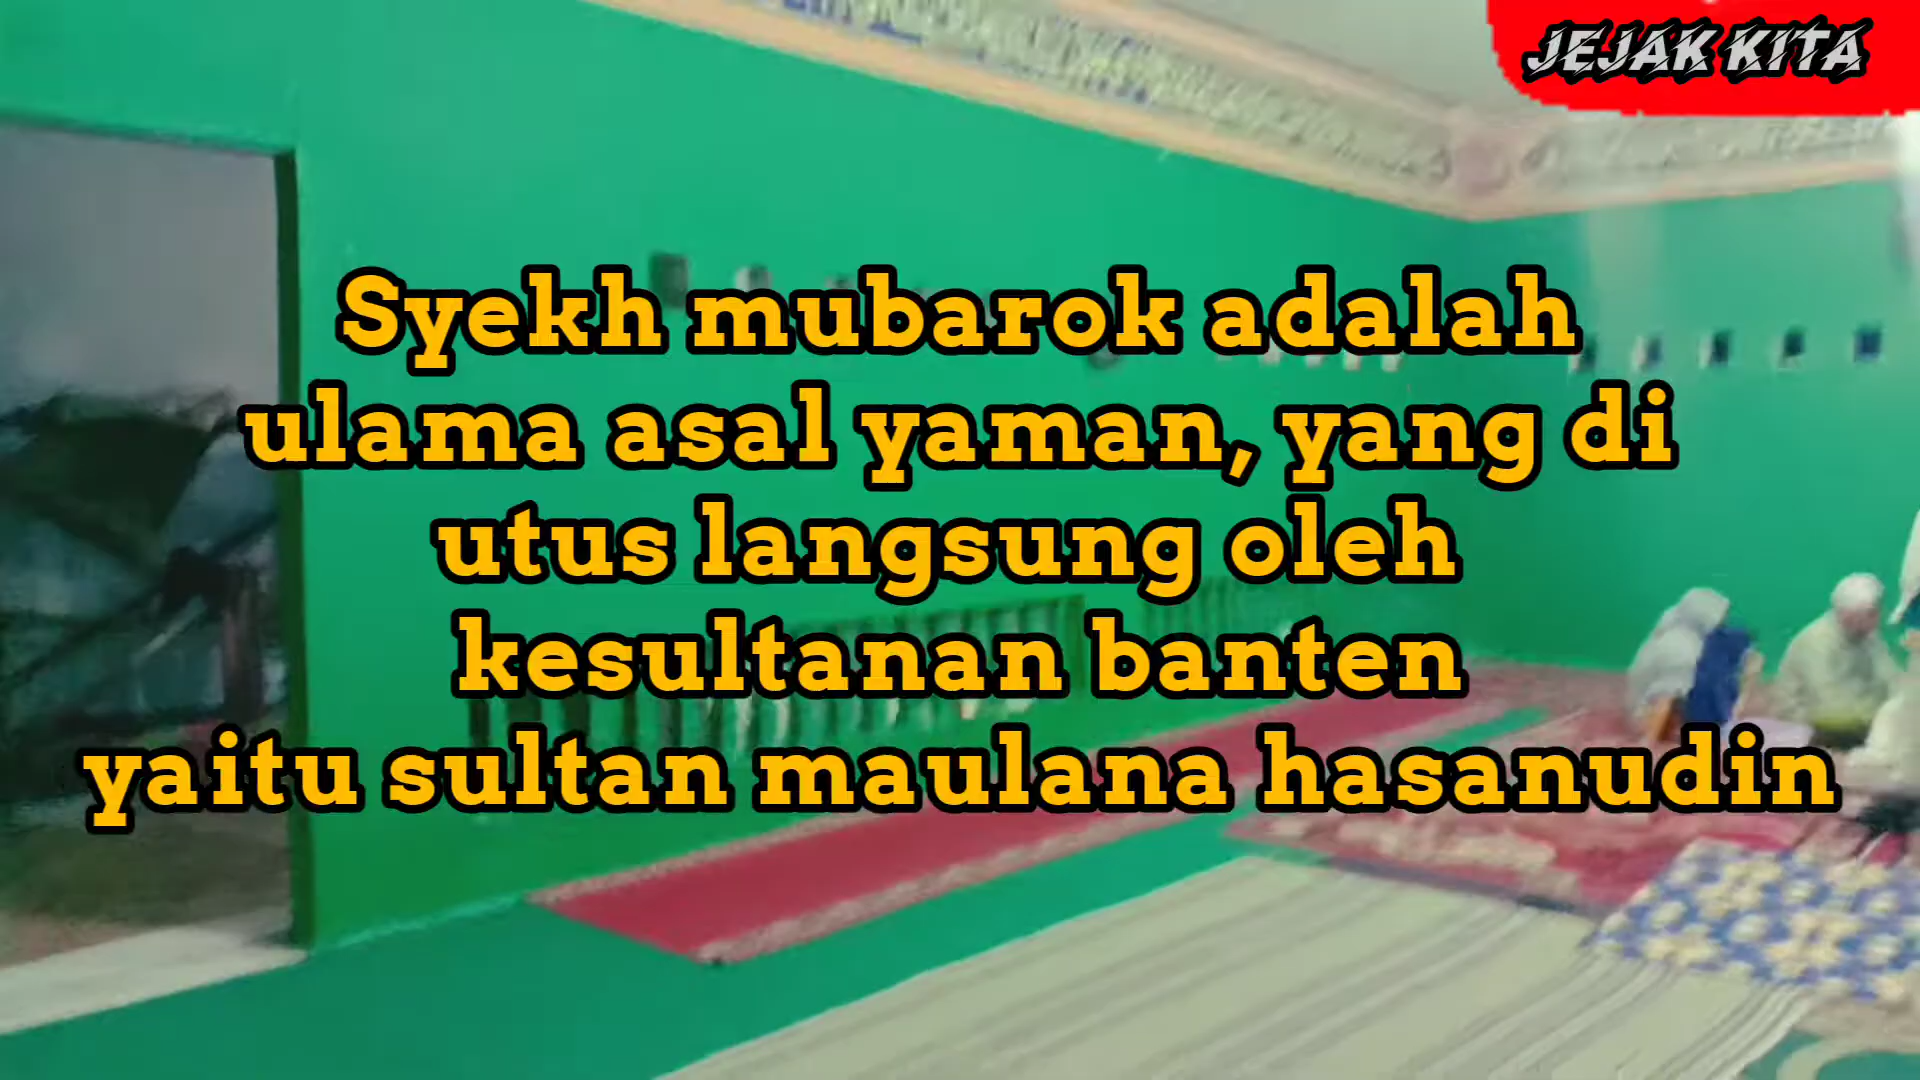 JEJAK KITA
Syekh mubarok adalah
ulama asal yaman, yang di
utus langsung oleh
kesultanan banten
yaitu sultan maulana hasanudin